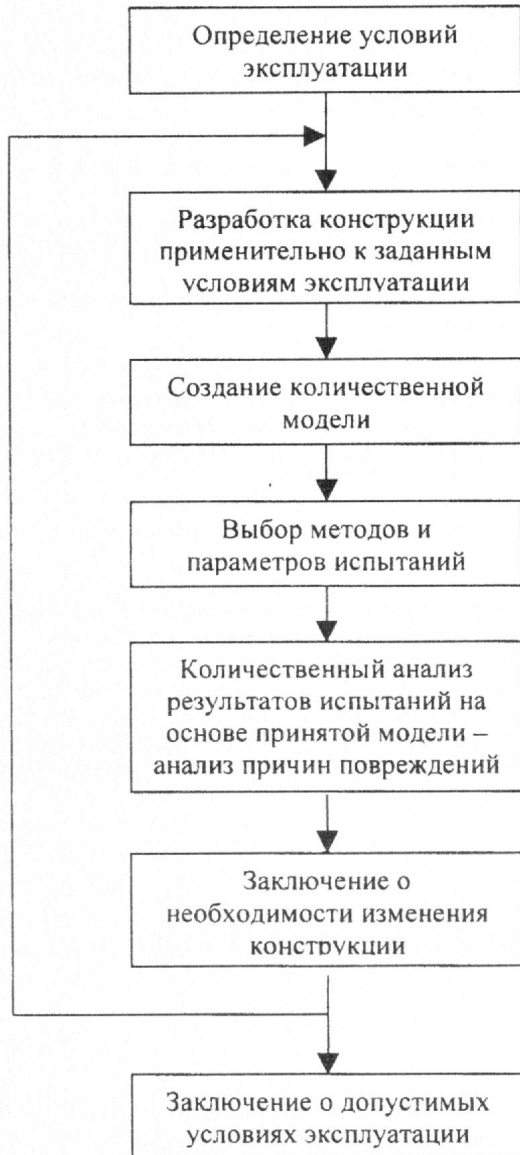 Определение условий
эксплуатации
Разработка конструкции
применительно к заданным
условиям эксплуатации
Создание количественной
модели
Выбор методов и
параметров испытаний
Количественный анализ
результатов испытаний на
основе принятой модели –
анализ причин повреждений
Заключение о
необходимости изменения
конструкции
Заключение о допустимых
условиях эксплуатации